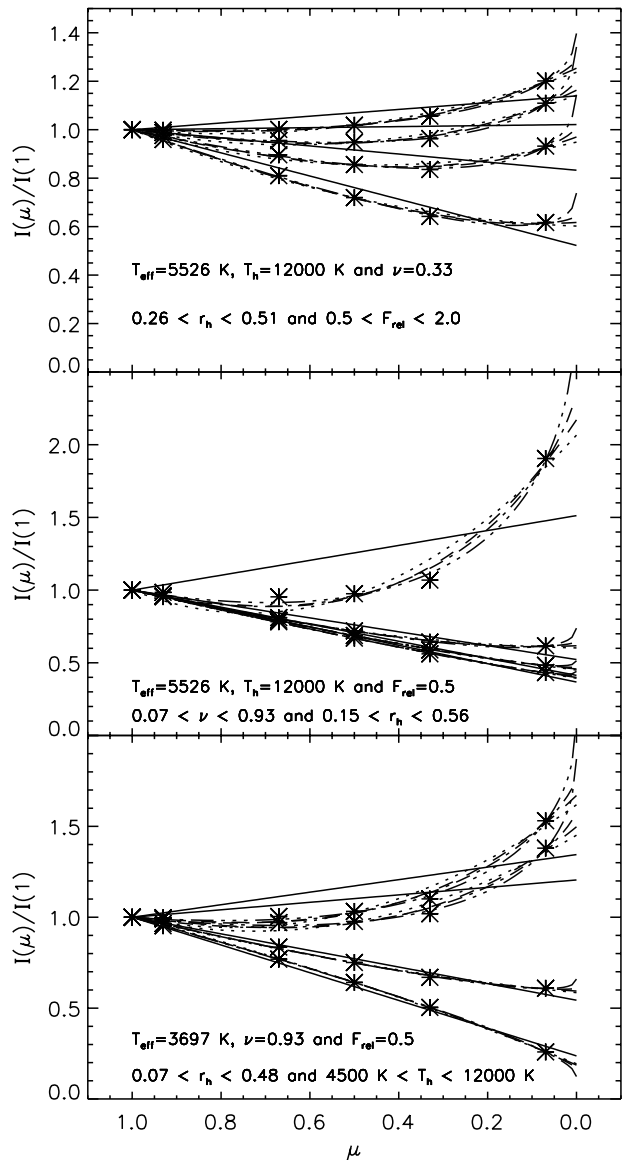 1.4
1.2
1.0
0.8
0.6
0.4
0.2
0.0
I(μ)/I(1)
T_eff=5526 K, T_h=12000 K and ν=0.33
0.26 < r_h < 0.51 and 0.5 < F_rel < 2.0
2.0
1.5
1.0
0.5
0.0
I(μ)/I(1)
T_eff=5526 K, T_h=12000 K and F_rel=0.5
0.07 < ν < 0.93 and 0.15 < r_h < 0.56
1.5
1.0
0.5
0.0
I(μ)/I(1)
T_eff=3697 K, ν=0.93 and F_rel=0.5
0.07 < r_h < 0.48 and 4500 K < T_h < 12000 K
1.0 0.8 0.6 0.4 0.2 0.0
μ